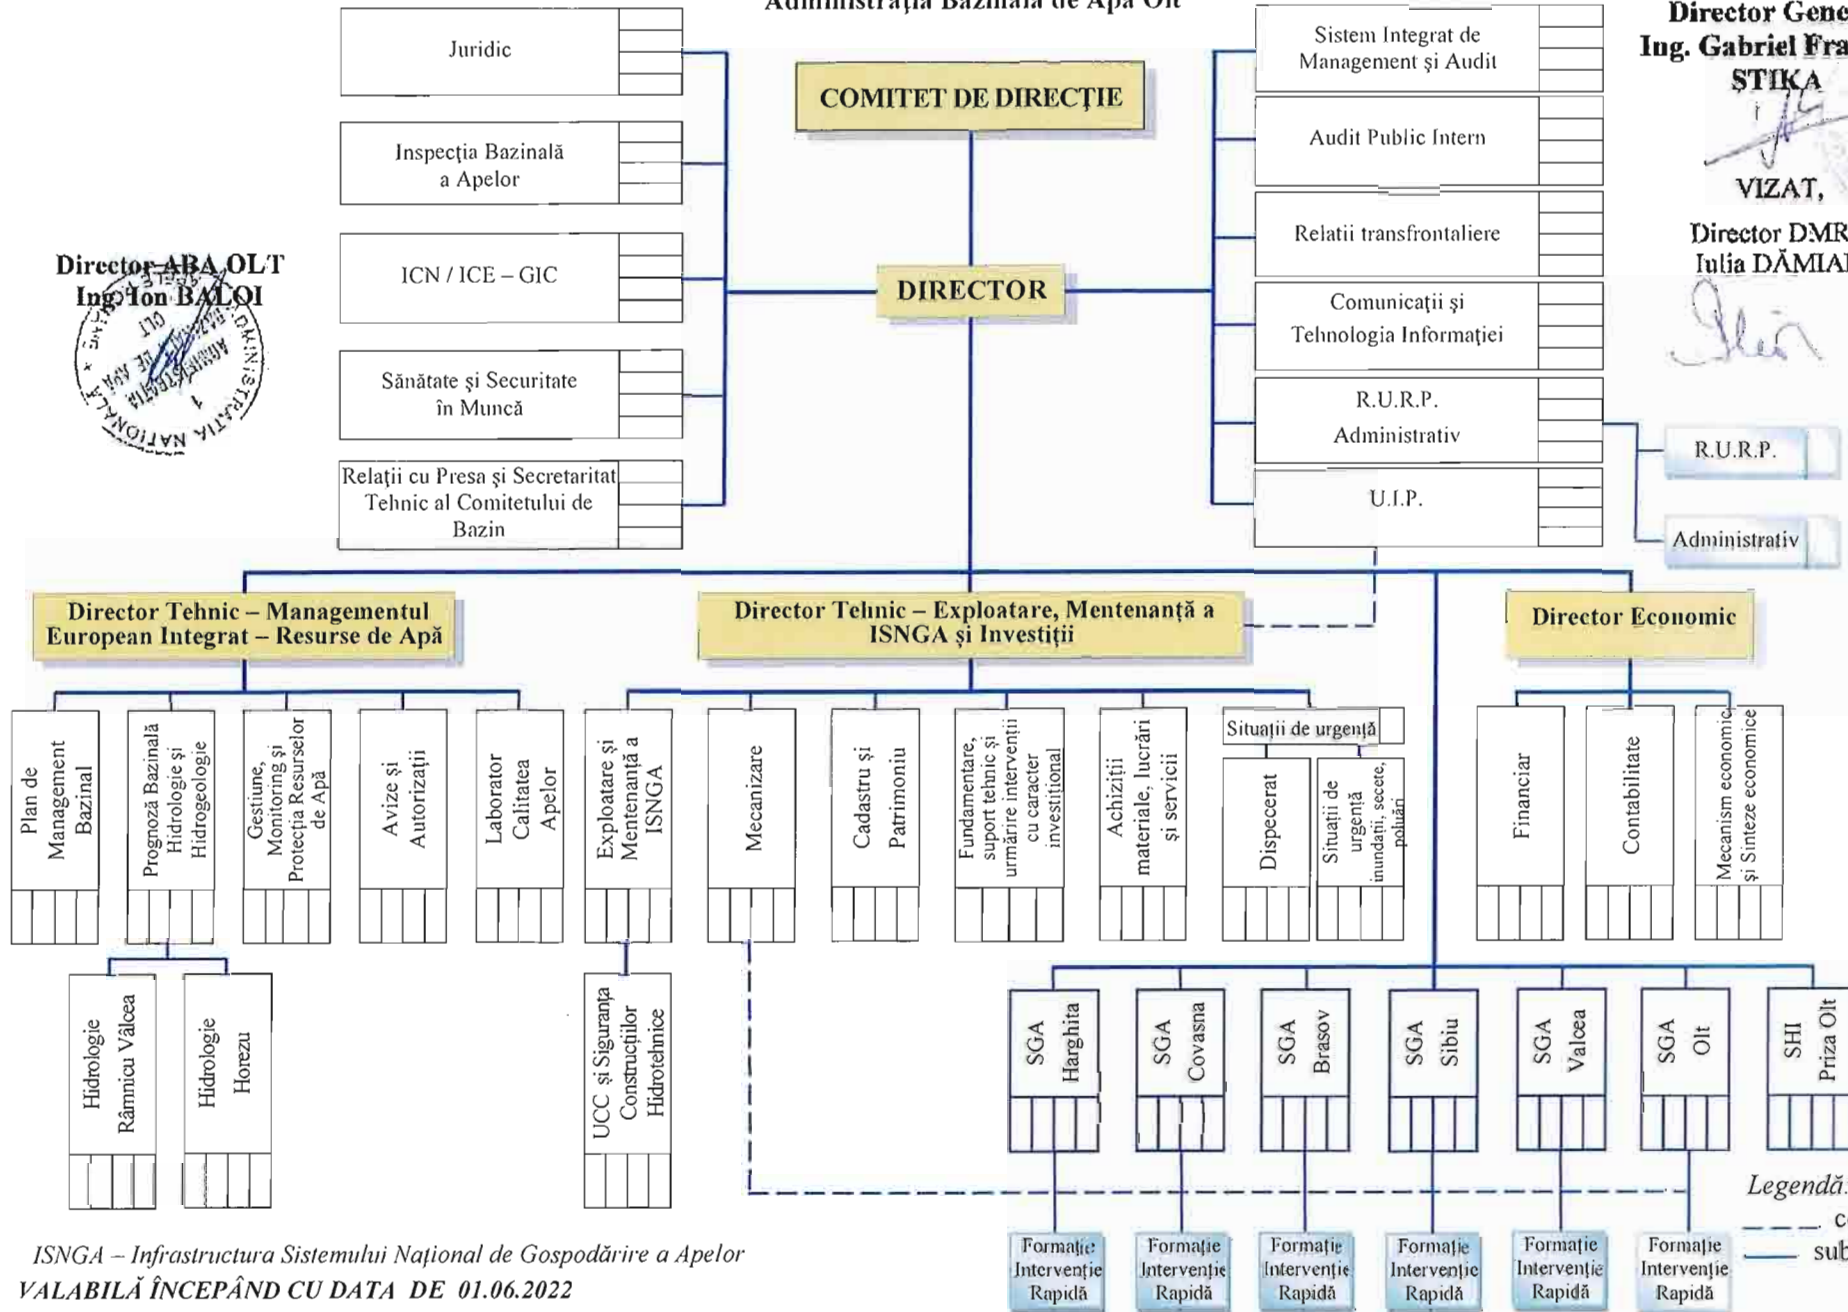 Administrația Bazinală de Apă Olt
COMITET DE DIRECȚIE
DIRECTOR
Director
Ing. Gabriel
STIKA
VIZAT,
Director
Iulia
Director ABA OLT
Ing. Ion BALOI
Juridic
Inspecția Bazinală
a Apelor
ICN / ICE – GIC
Sănătate și Securitate
în Muncă
Relații cu Presa și Secretaritat
Tehnic al Comitetului de
Bazin
Sistem Integrat de
Management și Audit
Audit Public Intern
Relatii transfrontaliere
Comunicații și
Tehnologia Informației
R.U.R.P.
Administrativ
U.I.P.
R.U.R.P.
Administrativ
Director Tehnic – Managementul
European Integrat – Resurse de Apă
Director Tehnic – Exploatare, Mentenanță a
ISNGA și Investiții
Director Economic
Plan de
Management
Bazinal
Prognoză Bazinală
Hidrologie și
Hidrogeologie
Gestiune,
Monitoring și
Protecția Resurselor
de Apă
Avize și
Autorizații
Laborator
Calitatea
Apelor
Exploatare și
Mentenanță a
ISNGA
Mecanizare
Cadastru și
Patrimoniu
Fundamentare,
suport tehnic și
urmărire intervenții
cu caracter
investițional
Achiziții
materiale, lucrări
și servicii
Situații de urgență
Dispecerat
Situații de
urgență
inundații, secete,
poluări
Financiar
Contabilitate
Mecanism economic
și Sinteze economice
Hidrologie
Râmnicu Vâlcea
Hidrologie
Horezu
UCC și Siguranța
Construcțiilor
Hidrotehnice
SGA
Harghita
SGA
Covasna
SGA
Brasov
SGA
Sibiu
SGA
Valcea
SGA
Olt
SHI
Priza Olt
Formație
Intervenție
Rapidă
Formație
Intervenție
Rapidă
Formație
Intervenție
Rapidă
Formație
Intervenție
Rapidă
Formație
Intervenție
Rapidă
Formație
Intervenție
Rapidă
Legendă:
ISNGA – Infrastructura Sistemului Național de Gospodărire a Apelor
VALABILĂ ÎNCEPÂND CU DATA DE 01.06.2022